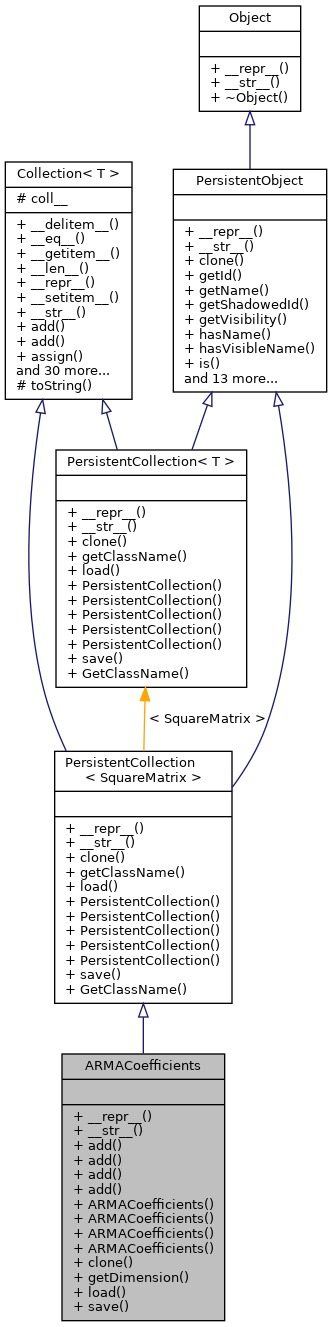 Object
+ __repr__()
+ __str__()
+ ~Object()
Collection< T >
# coll__
+ __delitem__()
+ __eq__()
+ __getitem__()
+ __len__()
+ __repr__()
+ __setitem__()
+ __str__()
+ add()
+ add()
+ assign()
and 30 more...
# toString()
PersistentObject
+ __repr__()
+ __str__()
+ clone()
+ getId()
+ getName()
+ getShadowedId()
+ getVisibility()
+ hasName()
+ hasVisibleName()
+ is()
and 13 more...
PersistentCollection< T >
+ __repr__()
+ __str__()
+ clone()
+ getClassName()
+ load()
+ PersistentCollection()
+ PersistentCollection()
+ PersistentCollection()
+ PersistentCollection()
+ PersistentCollection()
+ save()
+ GetClassName()
< SquareMatrix >
PersistentCollection
< SquareMatrix >
+ __repr__()
+ __str__()
+ clone()
+ getClassName()
+ load()
+ PersistentCollection()
+ PersistentCollection()
+ PersistentCollection()
+ PersistentCollection()
+ PersistentCollection()
+ save()
+ GetClassName()
ARMACoefficients
+ __repr__()
+ __str__()
+ add()
+ add()
+ add()
+ add()
+ ARMACoefficients()
+ ARMACoefficients()
+ ARMACoefficients()
+ ARMACoefficients()
+ clone()
+ getDimension()
+ load()
+ save()